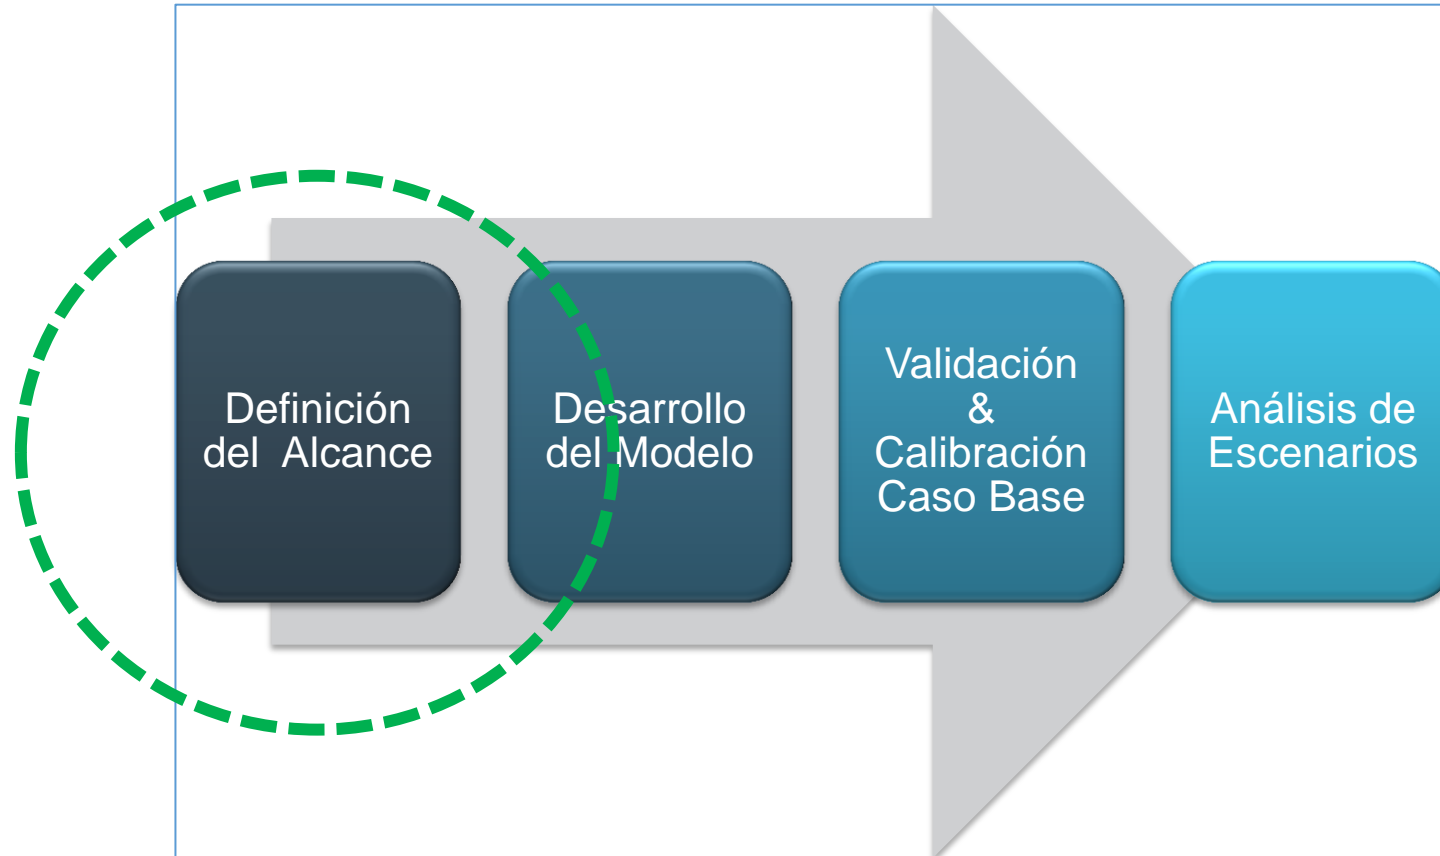 Definición
del  Alcance
Desarrollo
del Modelo
Validación
&
Calibración
Caso Base
Análisis de
Escenarios